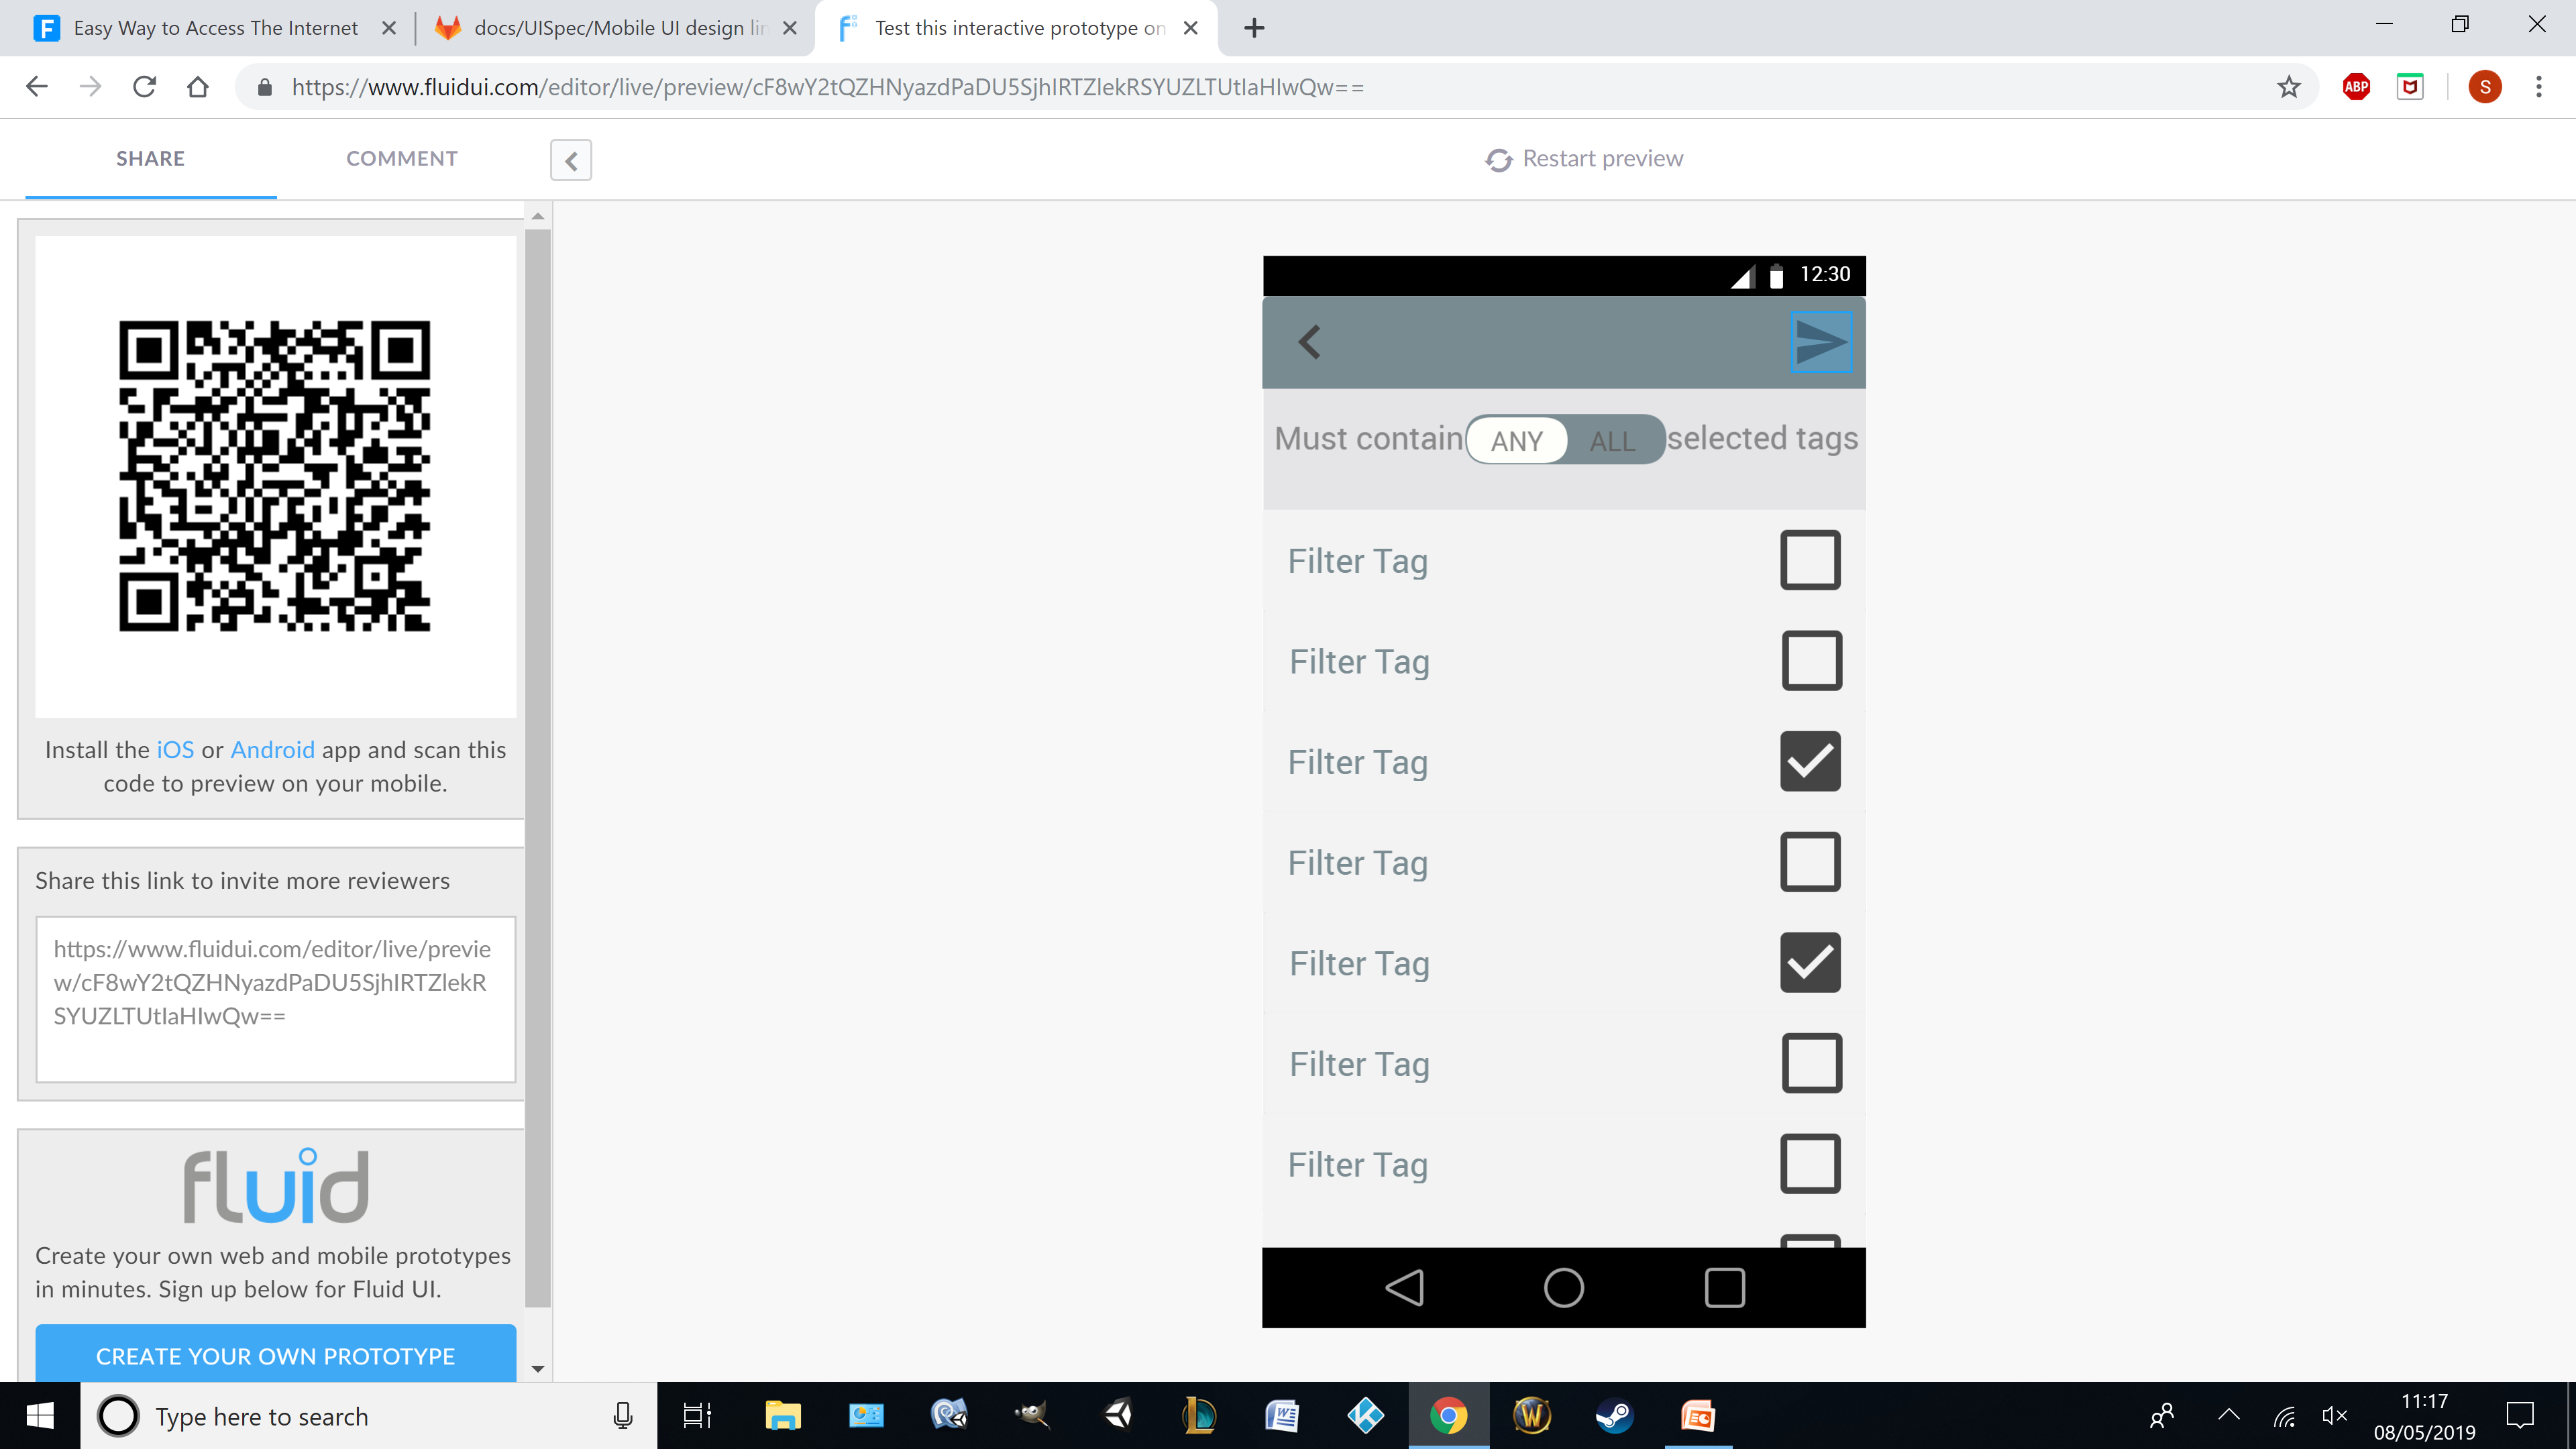 Easy Way to Access The Internet
docs/UISpec/Mobile UI design lin
Test this interactive prototype on
https://www.fluidui.com/editor/live/preview/cF8wY2tQZHNyazdPaDU5SjhIRTZlekRSYUZLTUtIaHIwQw==
ABP
S
SHARE
COMMENT
Restart preview
Install the iOS or Android app and scan this
code to preview on your mobile.
Share this link to invite more reviewers
https://www.fluidui.com/editor/live/previe
w/cF8wY2tQZHNyazdPaDU5SjhIRTZlekR
SYUZLTUtIaHIwQw==
fluid
Create your own web and mobile prototypes
in minutes. Sign up below for Fluid UI.
CREATE YOUR OWN PROTOTYPE
12:30
Must contain ANY ALL selected tags
Filter Tag
Filter Tag
Filter Tag
Filter Tag
Filter Tag
Filter Tag
Filter Tag
Type here to search
11:17
08/05/2019